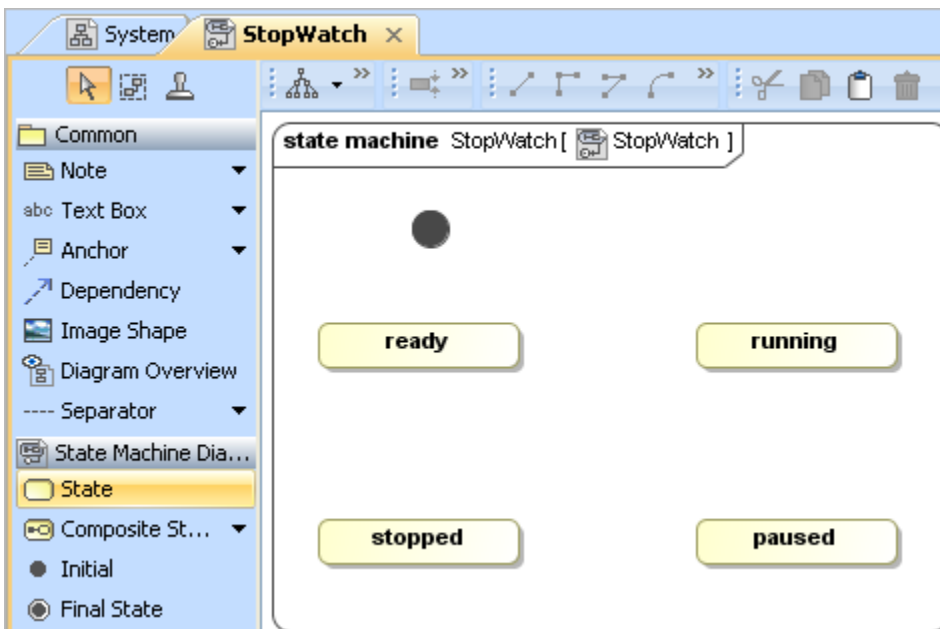 System
StopWatch
Common
Note
abc Text Box
Anchor
Dependency
Image Shape
Diagram Overview
Separator
State Machine Dia...
State
Composite St...
Initial
Final State
state machine StopWatch [ StopWatch ]
ready
running
stopped
paused